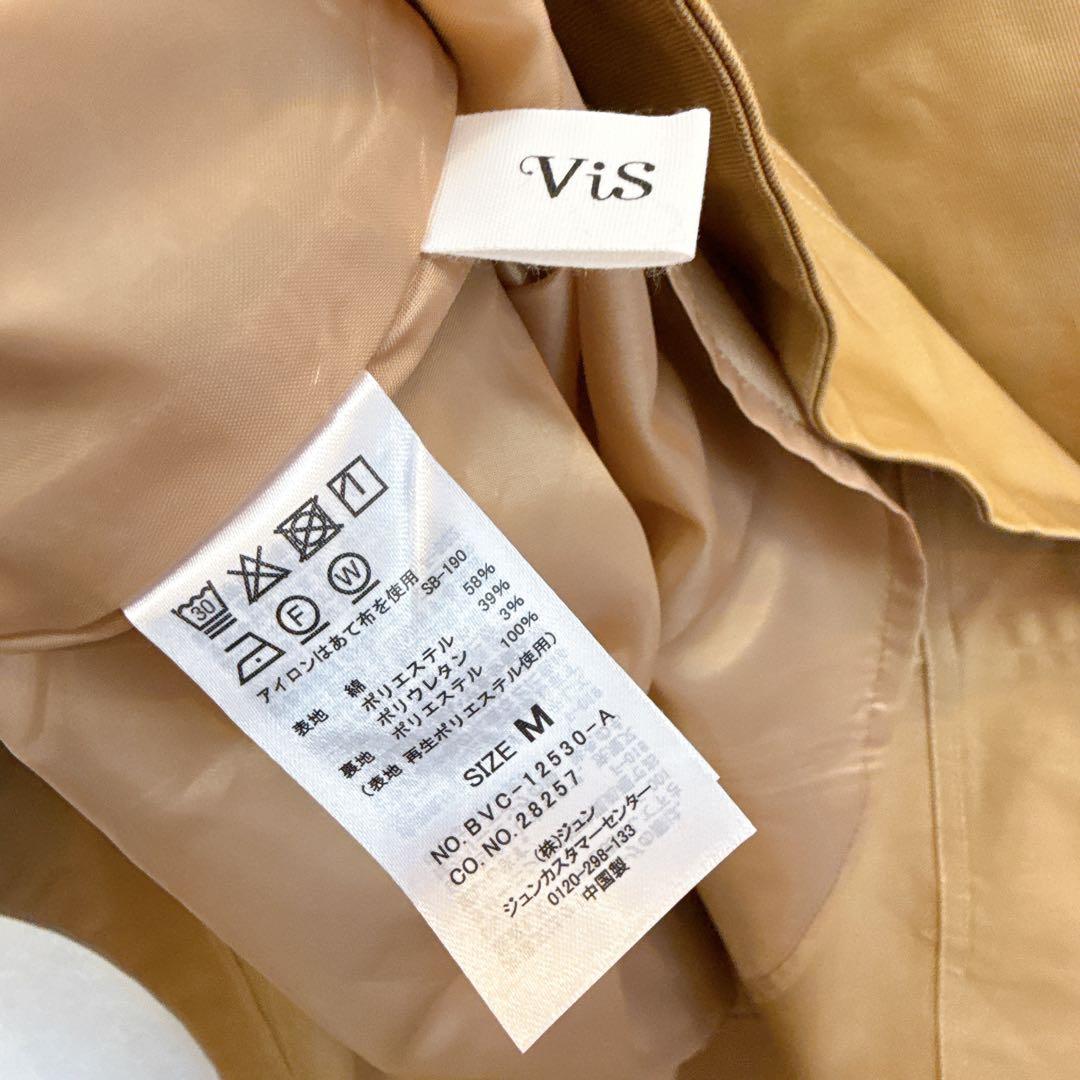 ViS
30
F
W
アイロンはあて布を使用 SB-190
表地 綿 58%
ポリエステル 39%
ポリウレタン 3%
裏地 ポリエステル 100%
(表地 再生ポリエステル使用)
SIZE M
NO.BVC-12530-A
CO.NO.28257
(株)ジュン
ジュンカスタマーセンター
0120-298-133
中国製